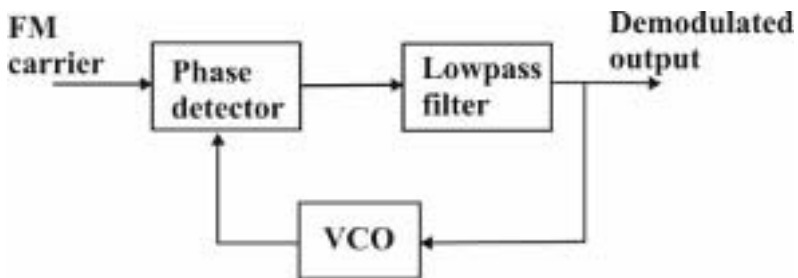 FM
carrier
Phase
detector
Lowpass
filter
Demodulated
output
VCO